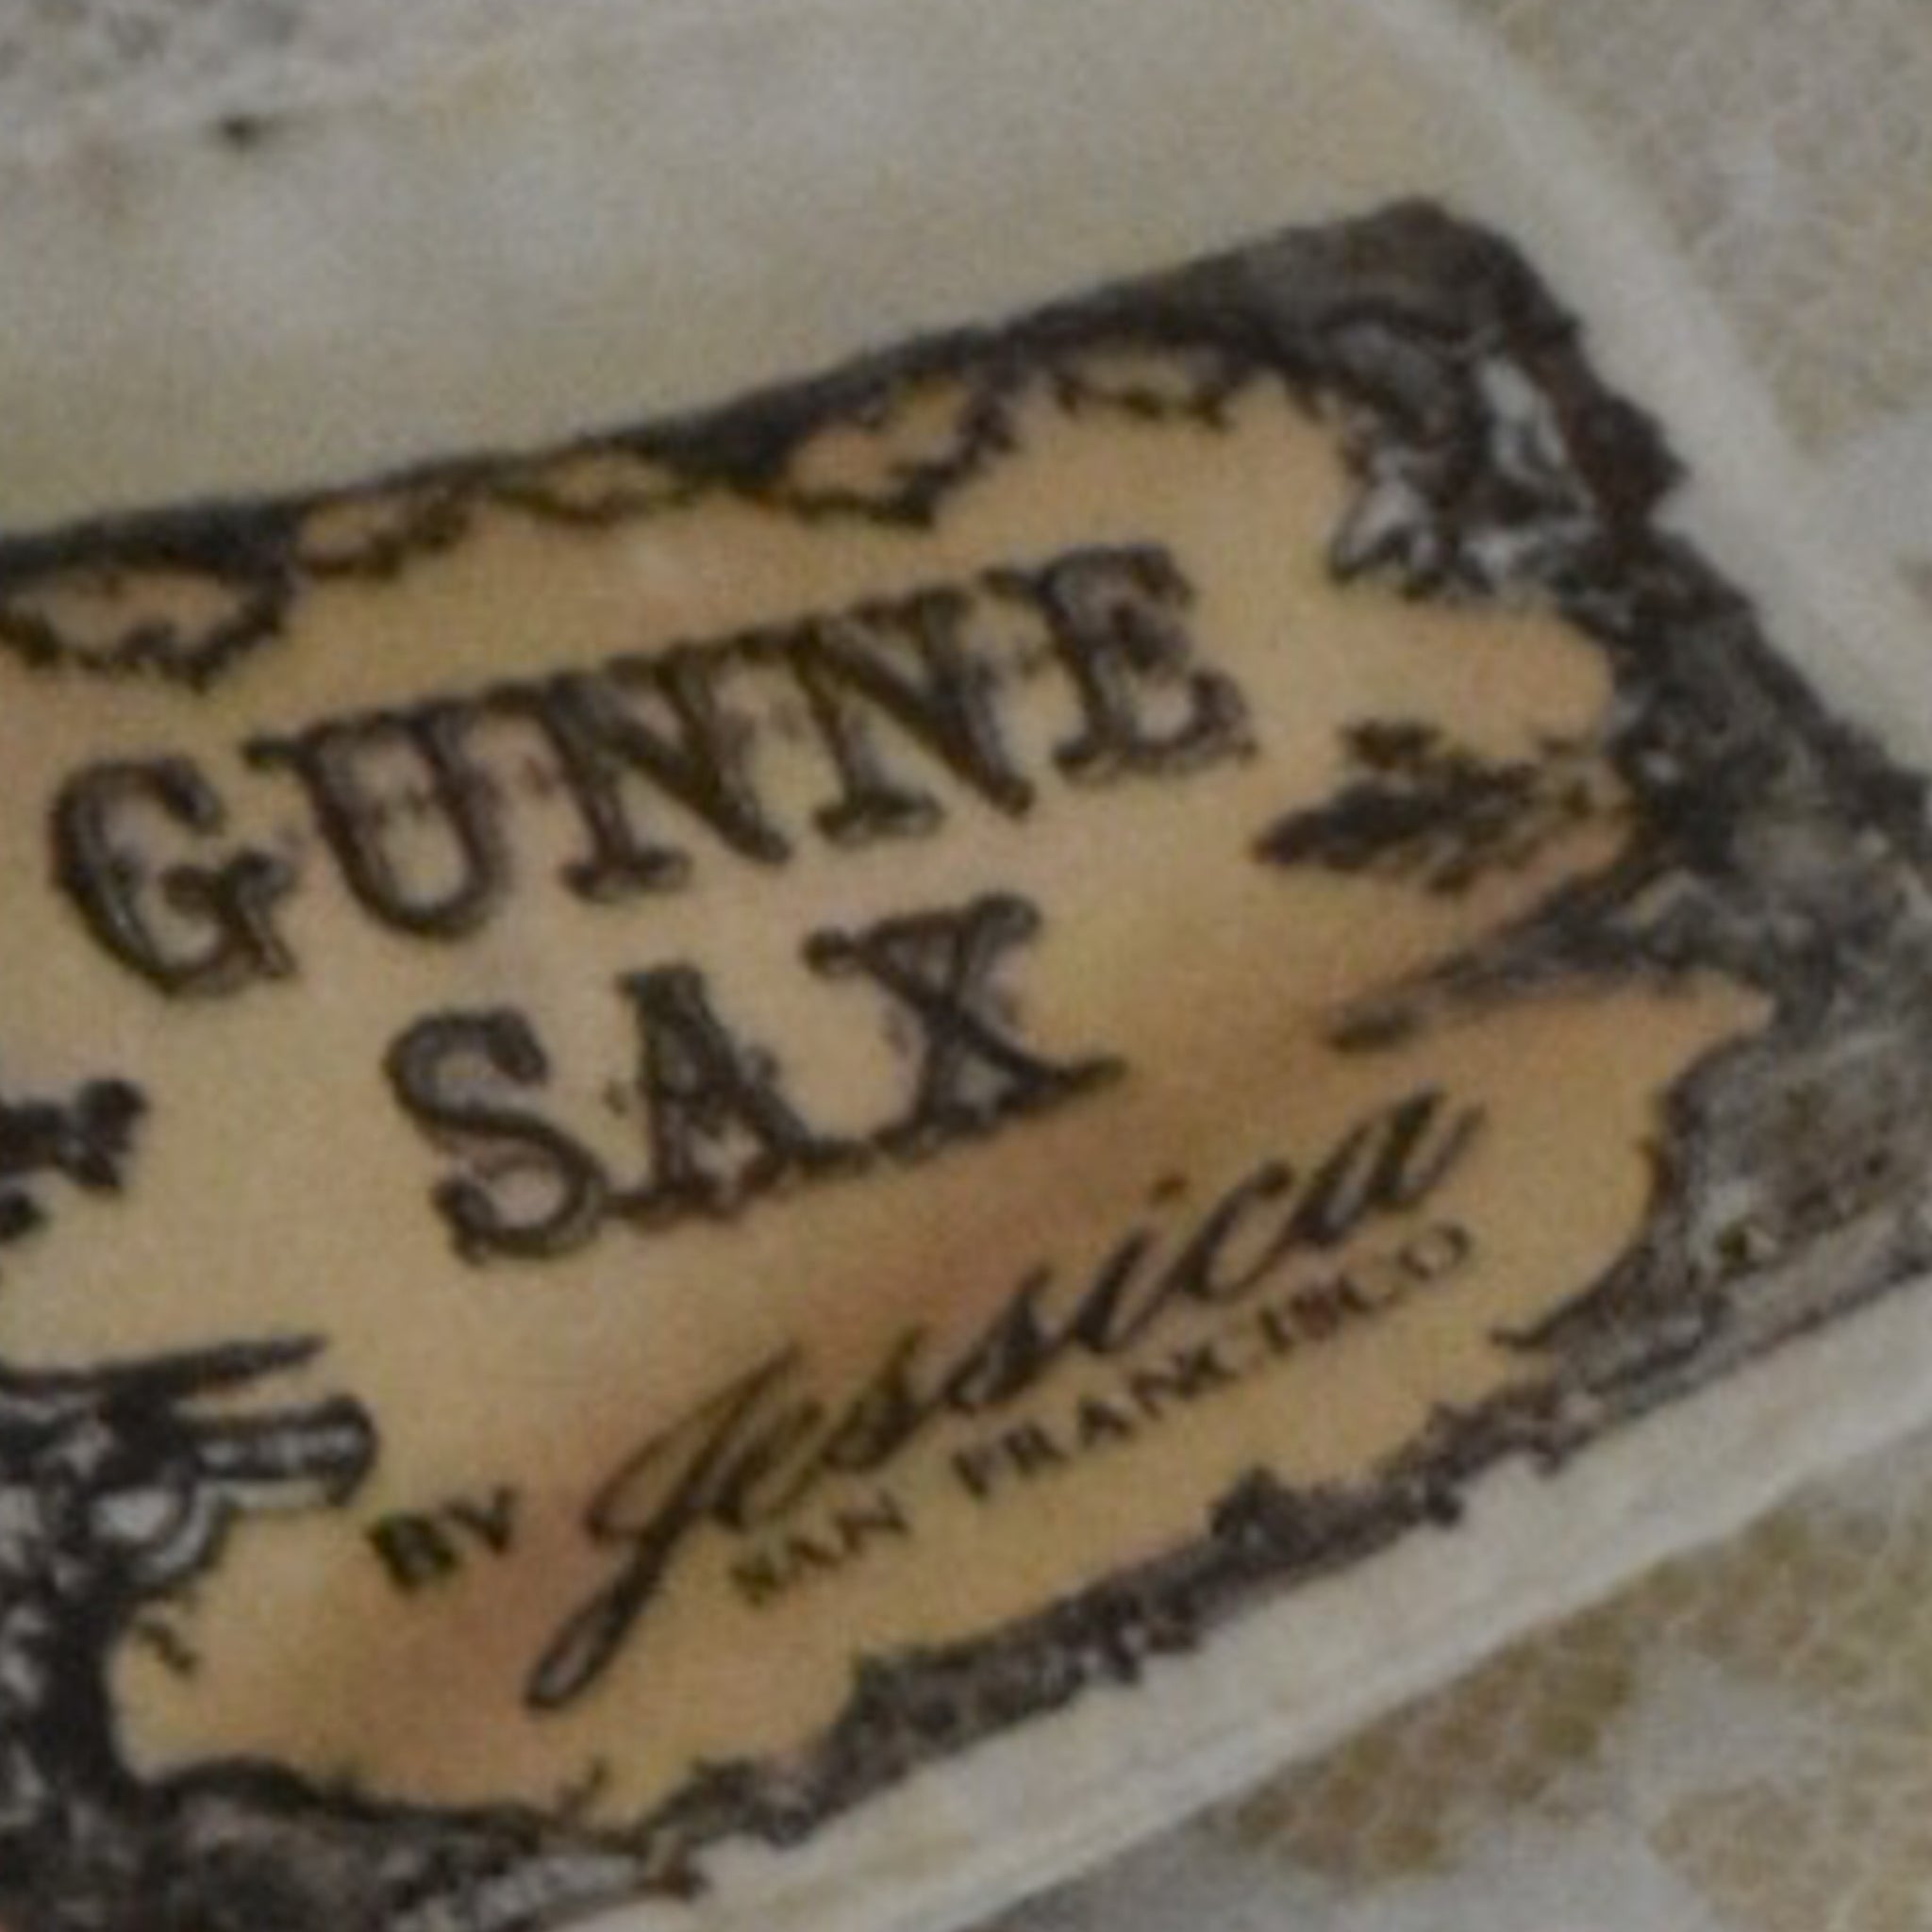 GUNNE
SAX
BY Jessica
SAN FRANCISCO